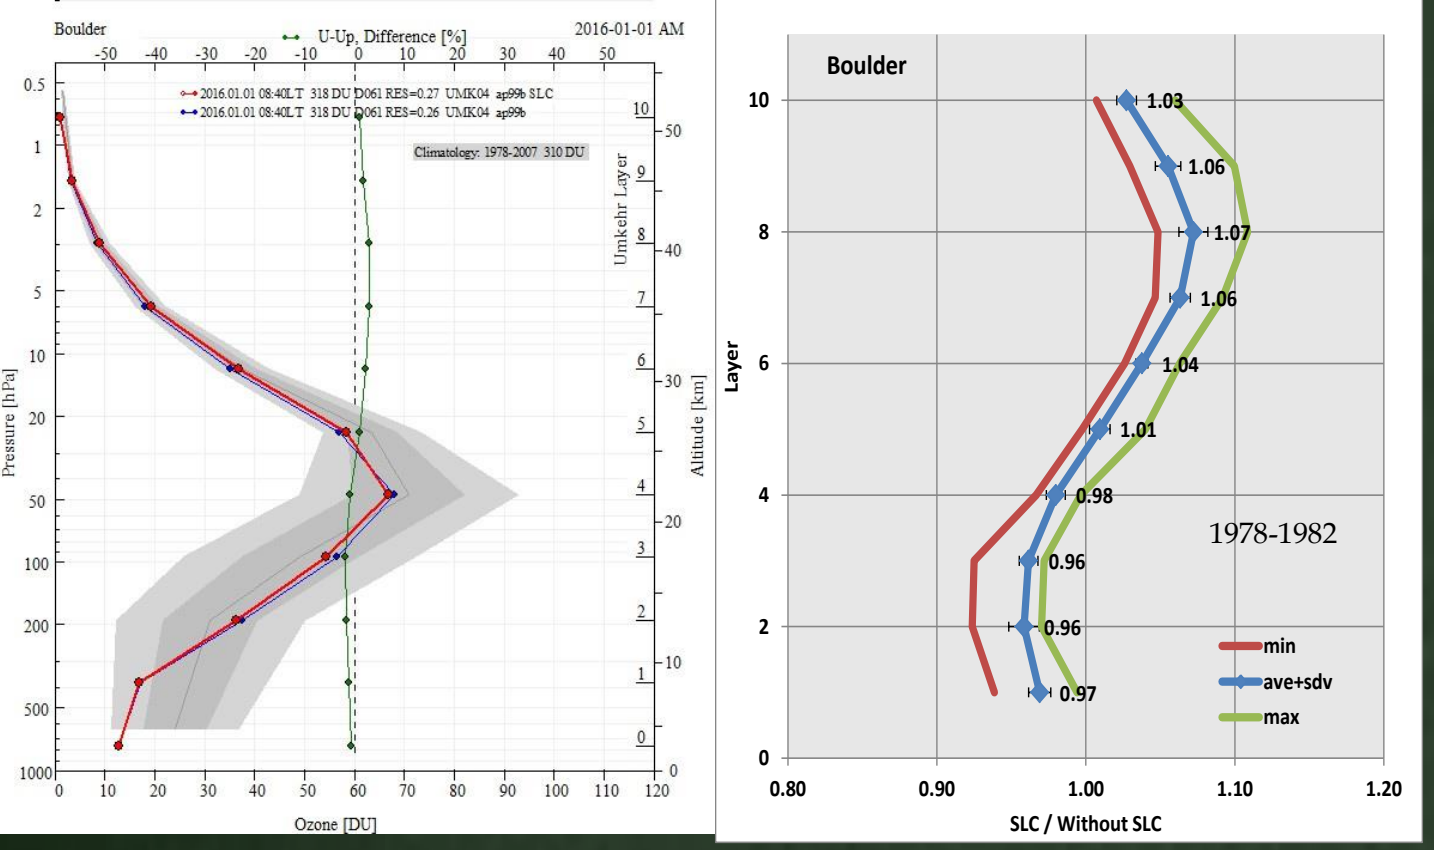 Boulder
2016-01-01 AM
U-Up, Difference [%]
-50 -40 -30 -20 -10 0 10 20 30 40 50
2016.01.01 08:40LT 318 DU D061 RES=0.27 UMK04 ap99b SLC
2016.01.01 08:40LT 318 DU D061 RES=0.26 UMK04 ap99b
Climatology: 1978-2007 310 DU
Pressure [hPa]
0.5
1
2
5
10
20
50
100
200
500
1000
Umkehr Layer
10
9
8
7
6
5
4
3
2
1
0
Altitude [km]
50
40
30
20
10
0
0 10 20 30 40 50 60 70 80 90 100 110 120
Ozone [DU]
Boulder
Layer
10
8
6
4
2
0
1.03
1.06
1.07
1.06
1.04
1.01
0.98
0.96
0.96
0.97
1978-1982
min
ave+sdv
max
0.80 0.90 1.00 1.10 1.20
SLC / Without SLC